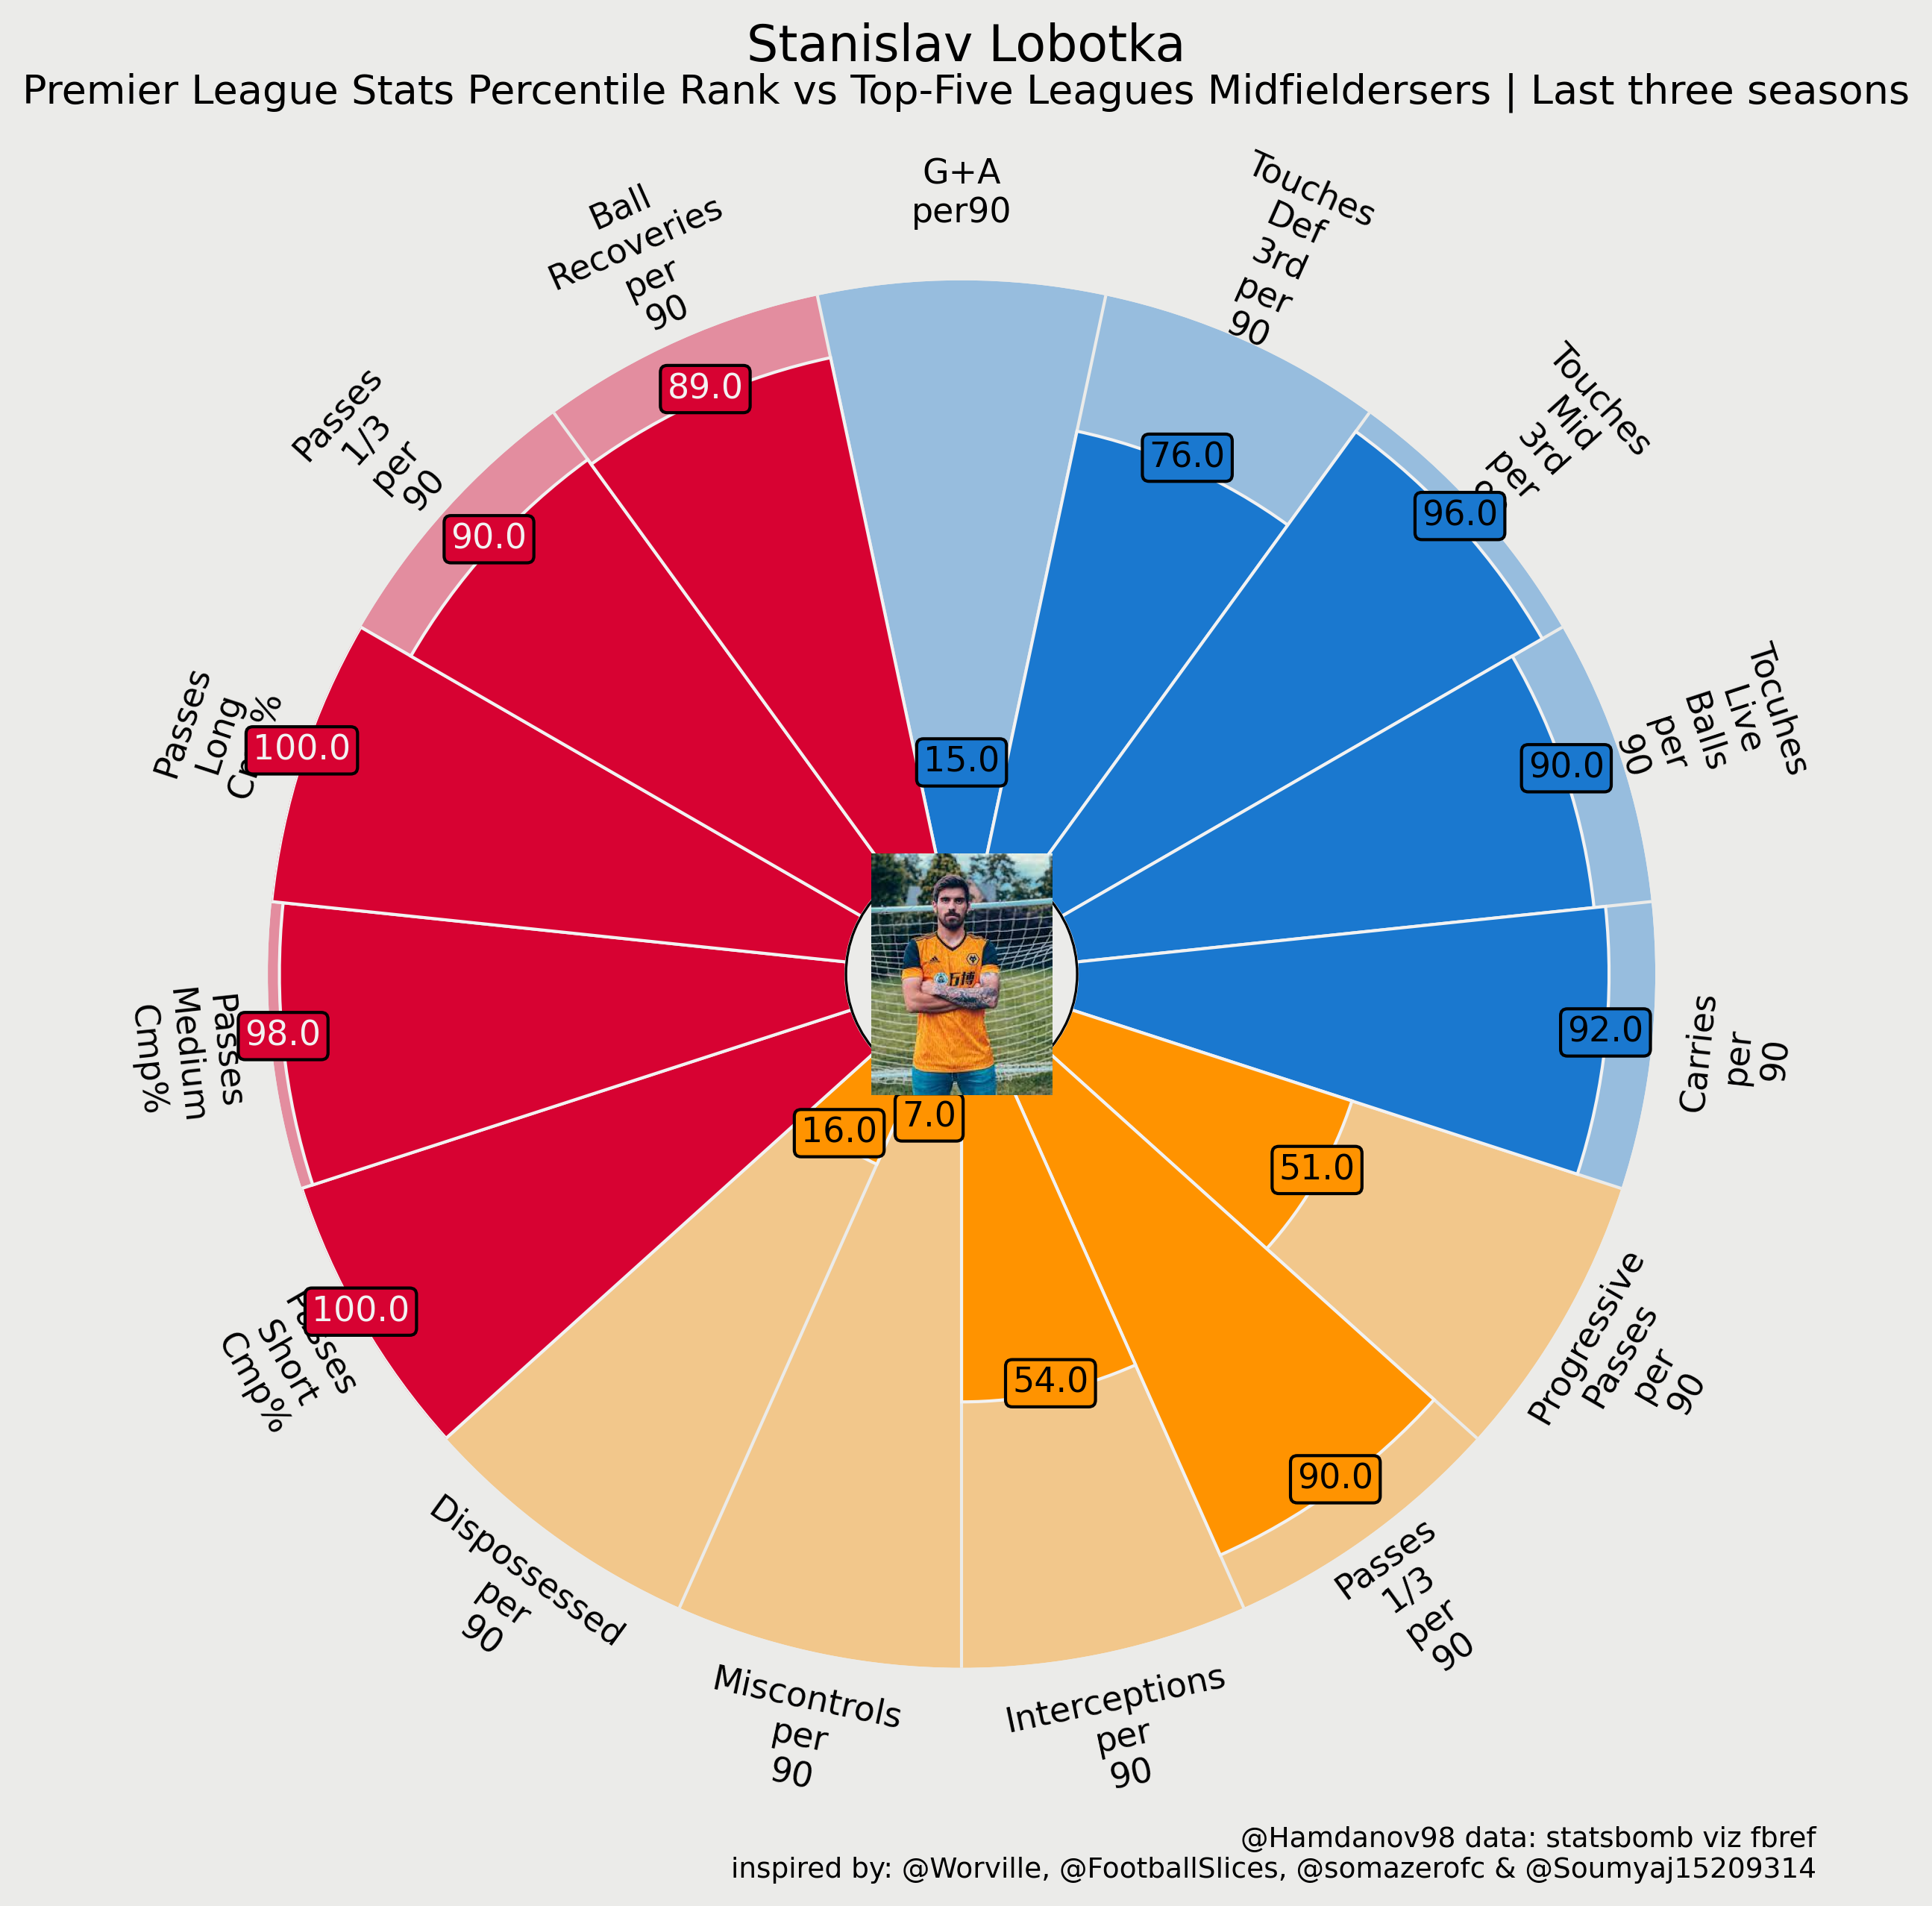 Stanislav Lobotka
Premier League Stats Percentile Rank vs Top-Five Leagues Midfieldersers | Last three seasons
G+A
per90
15.0
Touches
Def
3rd
per
90
76.0
Touches
Mid
3rd
per
96.0
Tocuhes
Live
Balls
per
90
90.0
Carries
per
90
92.0
Progressive
Passes
per
90
51.0
Passes
1/3
per
90
90.0
Interceptions
per
90
54.0
Miscontrols
per
90
7.0
Dispossessed
per
90
16.0
Passes
Short
Cmp%
100.0
Passes
Medium
Cmp%
98.0
Passes
Long
100.0
Passes
1/3
per
90
90.0
Ball
Recoveries
per
90
89.0
@Hamdanov98 data: statsbomb viz fbref
inspired by: @Worville, @FootballSlices, @somazerofc & @Soumyaj15209314